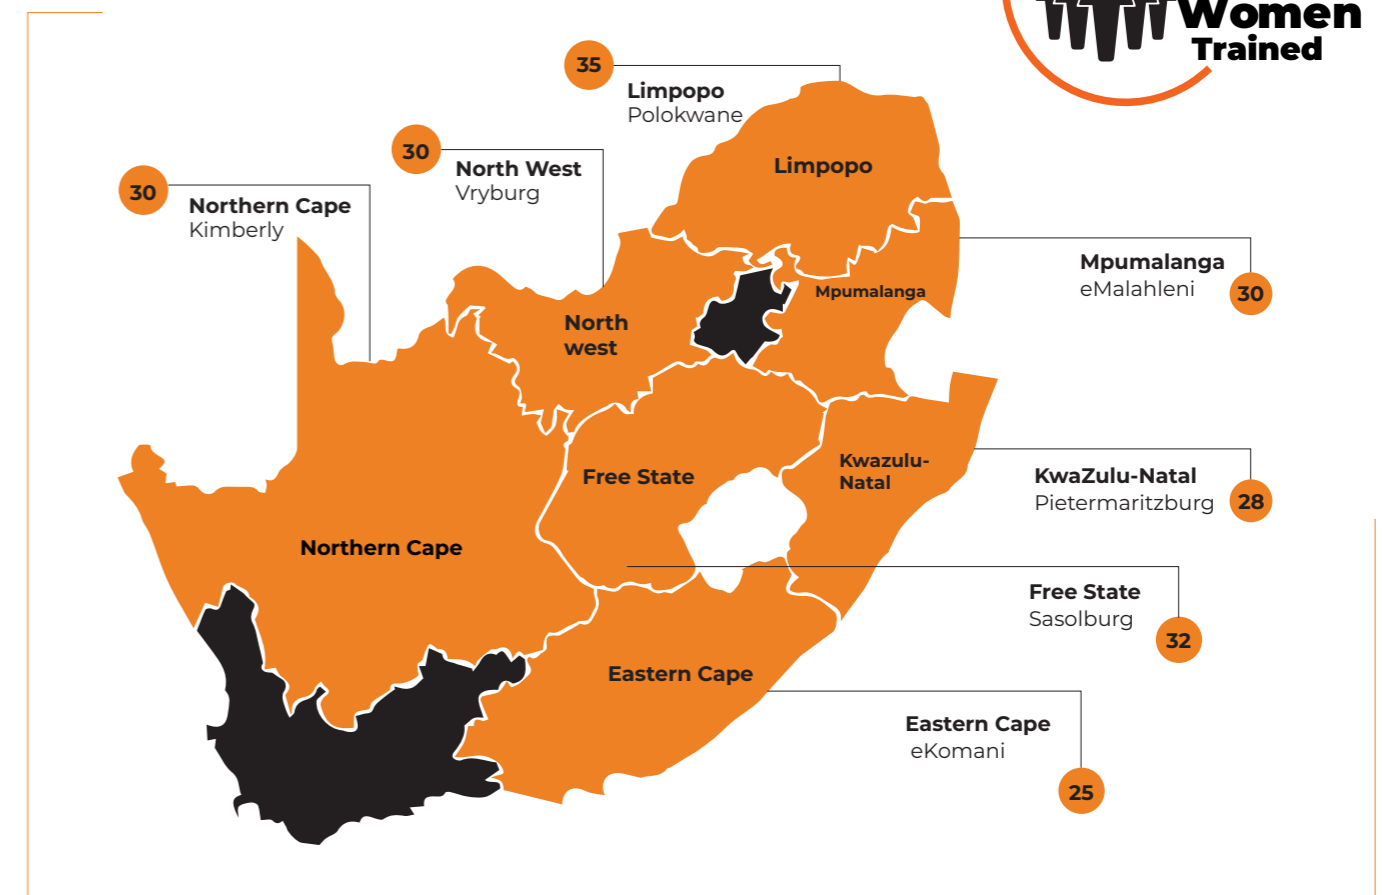 Women
Trained
35
Limpopo
Polokwane
30
North West
Vryburg
30
Northern Cape
Kimberly
Limpopo
Mpumalanga
eMalahleni
30
Mpumalanga
North
west
Free State
Kwazulu-
Natal
KwaZulu-Natal
Pietermaritzburg
28
Northern Cape
Free State
Sasolburg
32
Eastern Cape
Eastern Cape
eKomani
25